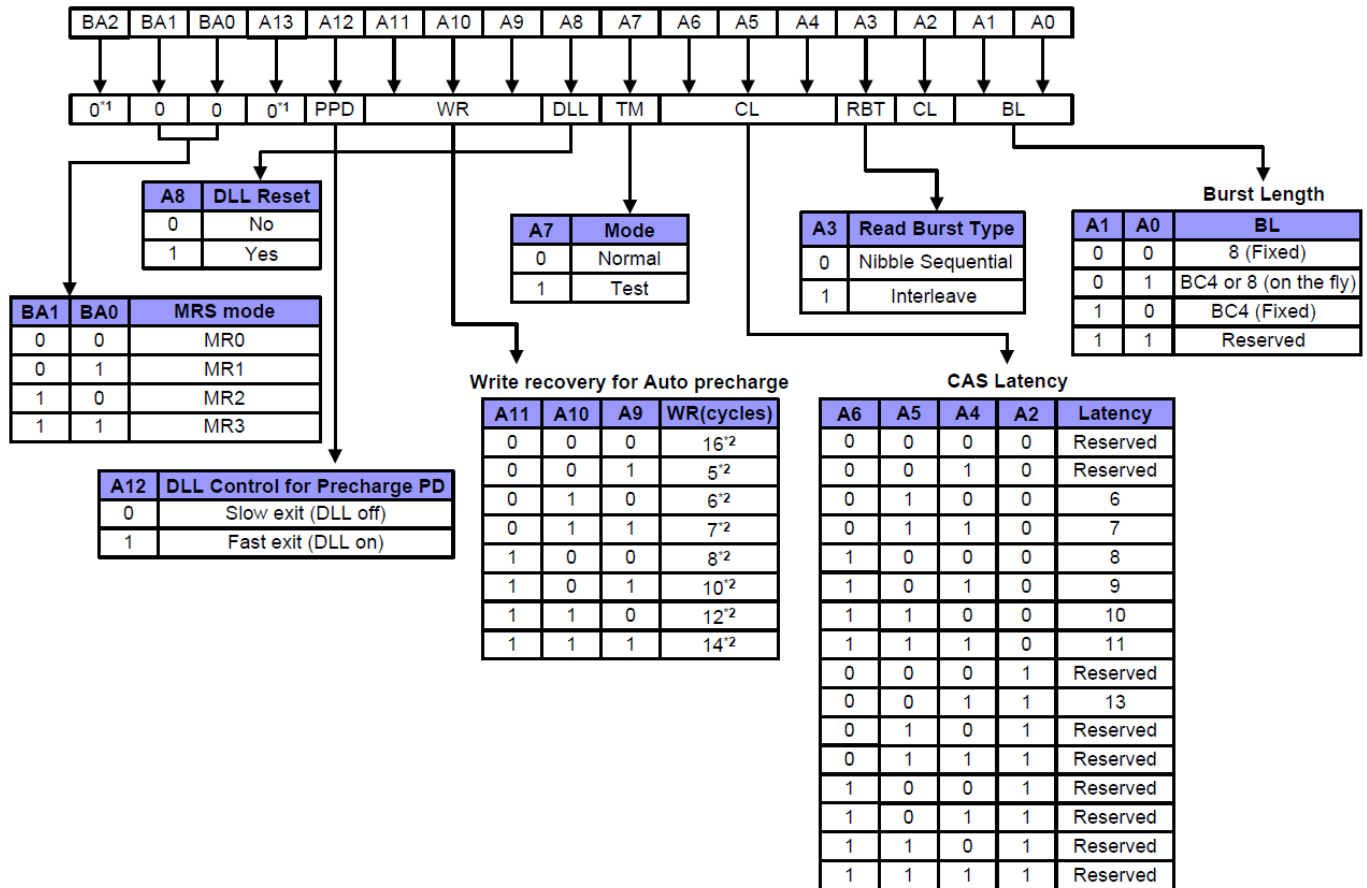 BA2 BA1 BA0 A13 A12 A11 A10 A9 A8 A7 A6 A5 A4 A3 A2 A1 A0
0*1 0 0 0*1 PPD WR DLL TM CL RBT CL BL
A8 DLL Reset
0 No
1 Yes
BA1 BA0 MRS mode
0 0 MR0
0 1 MR1
1 0 MR2
1 1 MR3
A12 DLL Control for Precharge PD
0 Slow exit (DLL off)
1 Fast exit (DLL on)
A7 Mode
0 Normal
1 Test
Write recovery for Auto precharge
A11 A10 A9 WR(cycles)
0 0 0 16*2
0 0 1 5*2
0 1 0 6*2
0 1 1 7*2
1 0 0 8*2
1 0 1 10*2
1 1 0 12*2
1 1 1 14*2
A3 Read Burst Type
0 Nibble Sequential
1 Interleave
CAS Latency
A6 A5 A4 A2 Latency
0 0 0 0 Reserved
0 0 1 0 Reserved
0 1 0 0 6
0 1 1 0 7
1 0 0 0 8
1 0 1 0 9
1 1 0 0 10
1 1 1 0 11
0 0 0 1 Reserved
0 0 1 1 13
0 1 0 1 Reserved
0 1 1 1 Reserved
1 0 0 1 Reserved
1 0 1 1 Reserved
1 1 0 1 Reserved
1 1 1 1 Reserved
Burst Length
A1 A0 BL
0 0 8 (Fixed)
0 1 BC4 or 8 (on the fly)
1 0 BC4 (Fixed)
1 1 Reserved